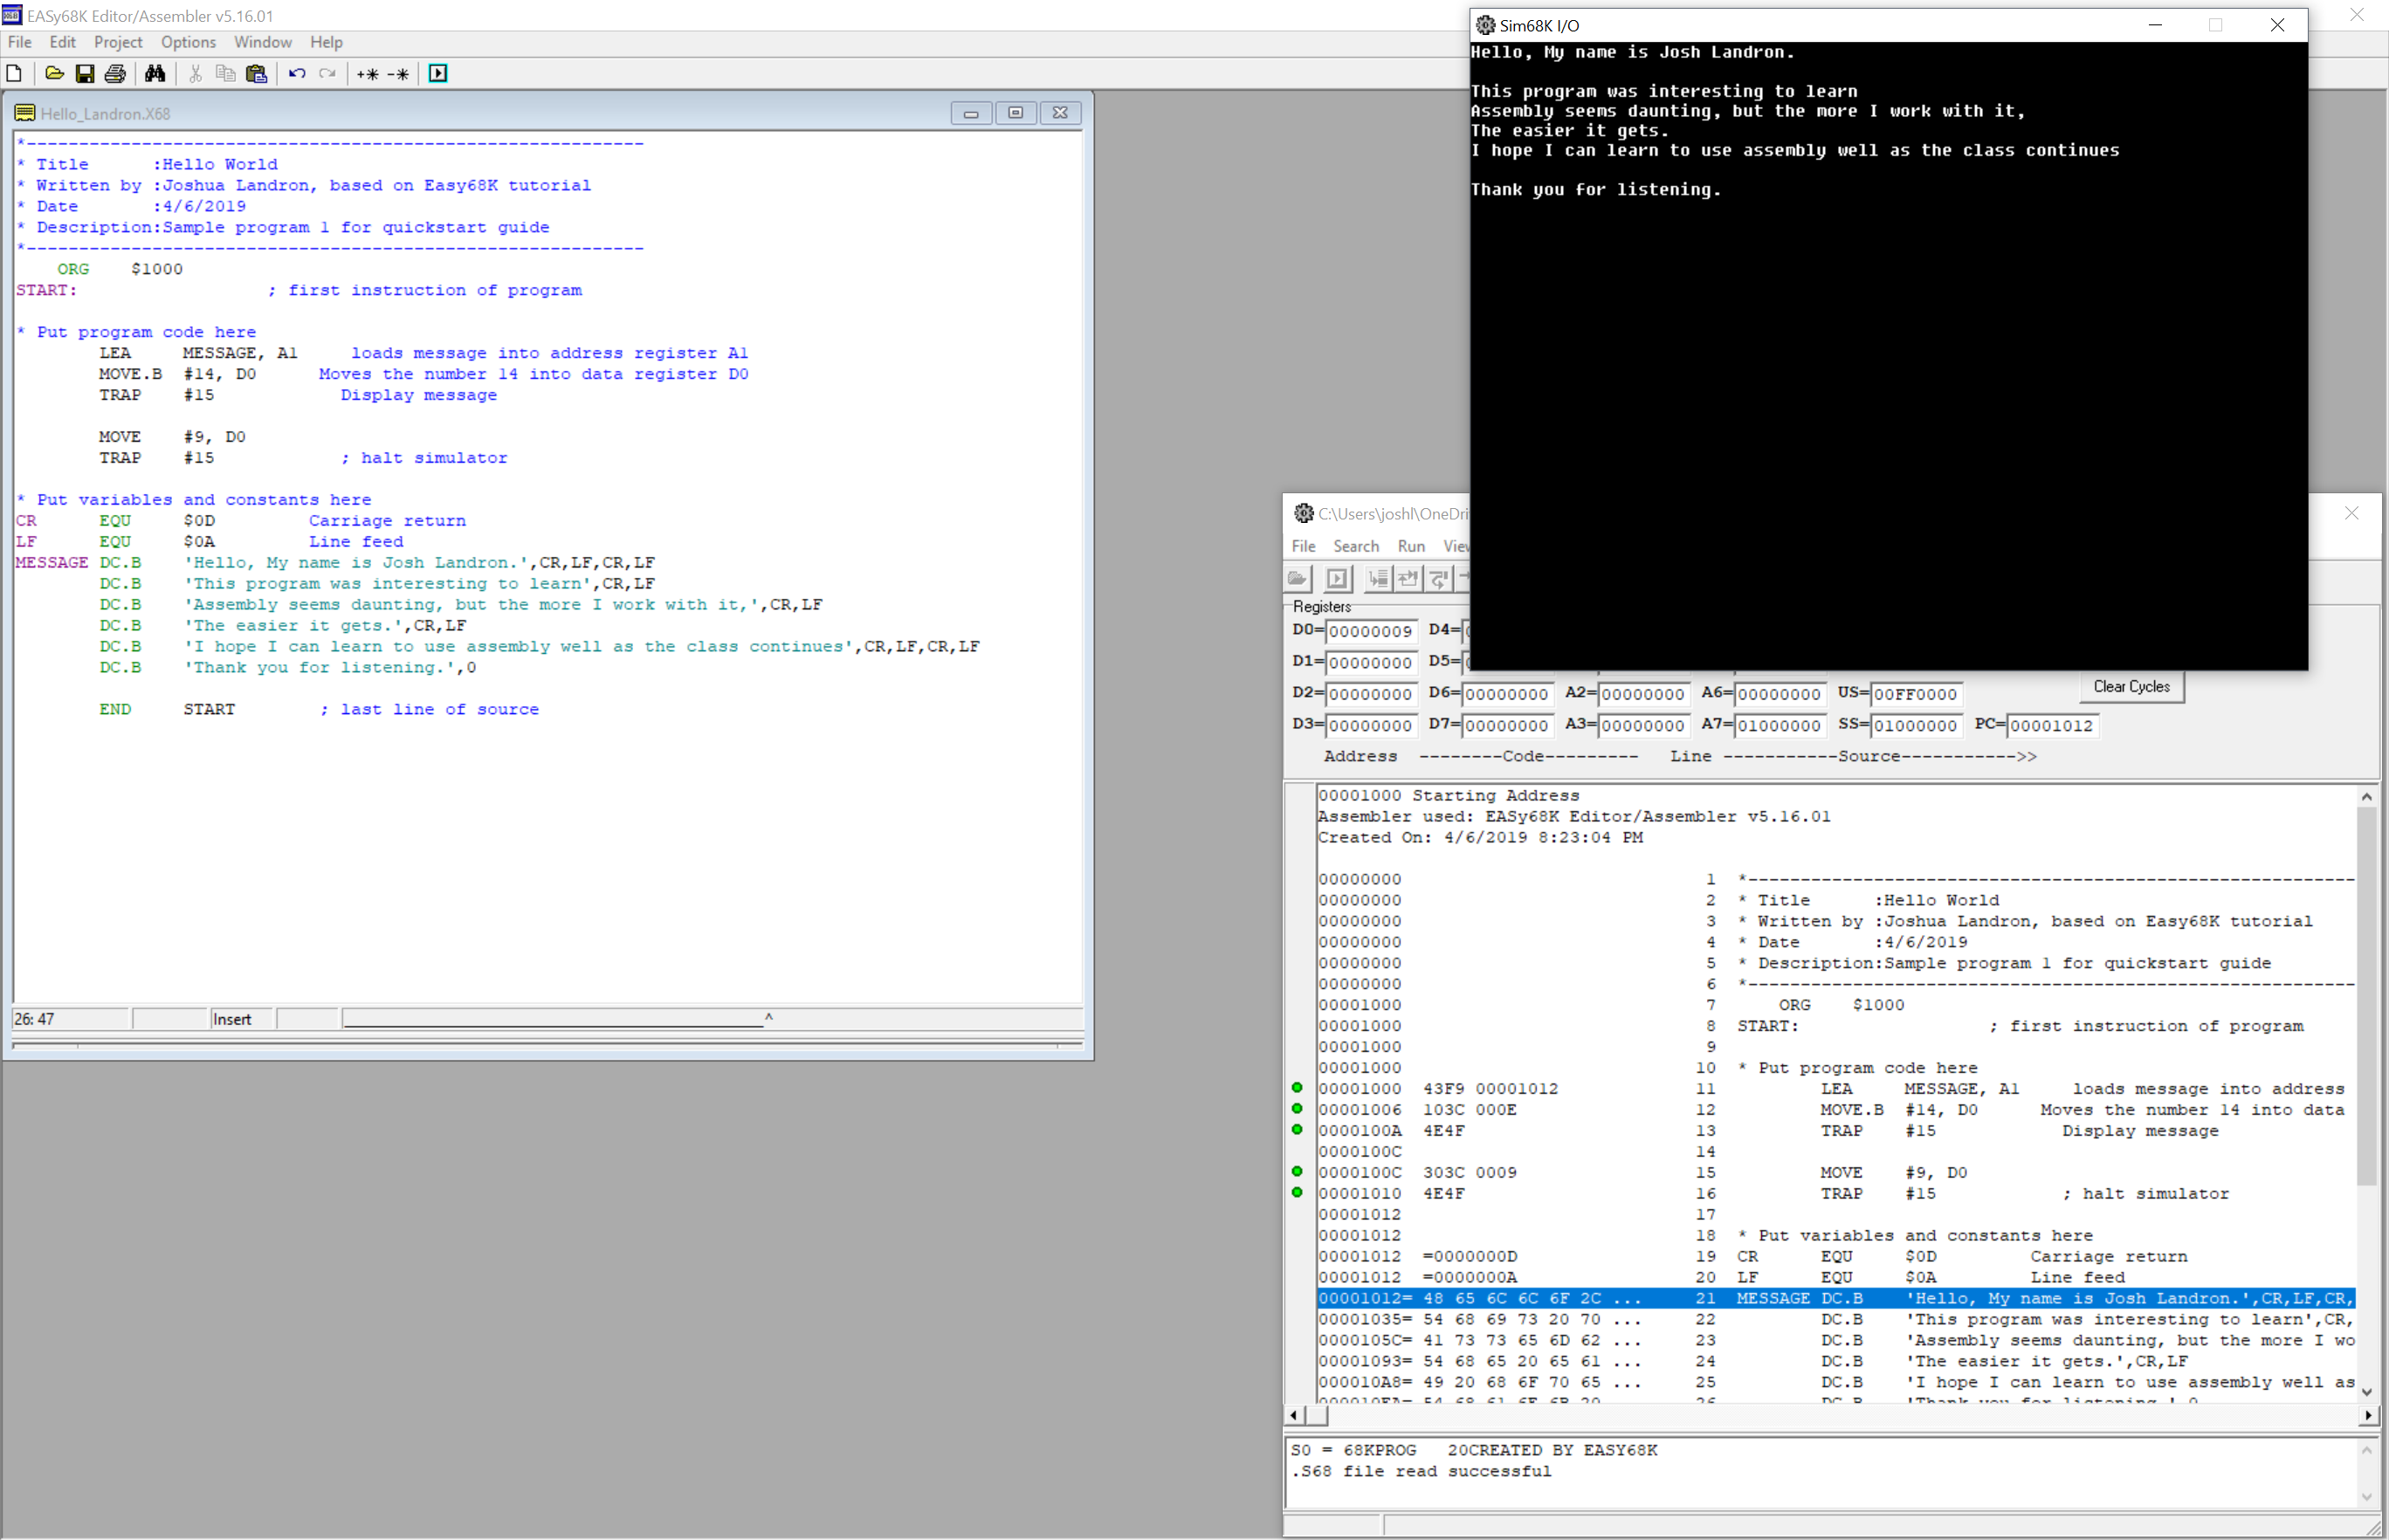 EASy68K Editor/Assembler v5.16.01
File Edit Project Options Window Help
Hello_Landron.X68
*-----------------------------------------------------------
* Title      :Hello World
* Written by :Joshua Landron, based on Easy68K tutorial
* Date       :4/6/2019
* Description:Sample program 1 for quickstart guide
*-----------------------------------------------------------
ORG    $1000
START:                  ; first instruction of program
* Put program code here
LEA     MESSAGE, A1     loads message into address register A1
MOVE.B  #14, D0      Moves the number 14 into data register D0
TRAP    #15            Display message
MOVE    #9, D0
TRAP    #15            ; halt simulator
* Put variables and constants here
CR      EQU     $0D         Carriage return
LF      EQU     $0A         Line feed
MESSAGE DC.B    'Hello, My name is Josh Landron.',CR,LF,CR,LF
DC.B    'This program was interesting to learn',CR,LF
DC.B    'Assembly seems daunting, but the more I work with it,',CR,LF
DC.B    'The easier it gets.',CR,LF
DC.B    'I hope I can learn to use assembly well as the class continues',CR,LF,CR,LF
DC.B    'Thank you for listening.',0
END     START        ; last line of source
26: 47 Insert
Sim68K I/O
Hello, My name is Josh Landron.
This program was interesting to learn
Assembly seems daunting, but the more I work with it,
The easier it gets.
I hope I can learn to use assembly well as the class continues
Thank you for listening.
C:\Users\joshl\OneDri
File Search Run View
Registers
D0= 00000009 D4=
D1= 00000000 D5=
D2= 00000000 D6= 00000000 A2= 00000000 A6= 00000000 US= 00FF0000 Clear Cycles
D3= 00000000 D7= 00000000 A3= 00000000 A7= 01000000 SS= 01000000 PC= 00001012
Address  --------Code---------   Line -----------Source----------->>
00001000 Starting Address
Assembler used: EASy68K Editor/Assembler v5.16.01
Created On: 4/6/2019 8:23:04 PM
00000000 1 *-----------------------------------------------------------
00000000 2 * Title      :Hello World
00000000 3 * Written by :Joshua Landron, based on Easy68K tutorial
00000000 4 * Date       :4/6/2019
00000000 5 * Description:Sample program 1 for quickstart guide
00000000 6 *-----------------------------------------------------------
00001000 7 ORG    $1000
00001000 8 START:                  ; first instruction of program
00001000 9
00001000 10 * Put program code here
00001000 43F9 00001012 11 LEA     MESSAGE, A1     loads message into address
00001006 103C 000E 12 MOVE.B  #14, D0      Moves the number 14 into data
0000100A 4E4F 13 TRAP    #15            Display message
0000100C 14
0000100C 303C 0009 15 MOVE    #9, D0
00001010 4E4F 16 TRAP    #15            ; halt simulator
00001012 17
00001012 18 * Put variables and constants here
00001012 =0000000D 19 CR      EQU     $0D         Carriage return
00001012 =0000000A 20 LF      EQU     $0A         Line feed
00001012= 48 65 6C 6C 6F 2C ... 21 MESSAGE DC.B    'Hello, My name is Josh Landron.',CR,LF,CR,
00001035= 54 68 69 73 20 70 ... 22 DC.B    'This program was interesting to learn',CR,
0000105C= 41 73 73 65 6D 62 ... 23 DC.B    'Assembly seems daunting, but the more I wo
00001093= 54 68 65 20 65 61 ... 24 DC.B    'The easier it gets.',CR,LF
000010A8= 49 20 68 6F 70 65 ... 25 DC.B    'I hope I can learn to use assembly well as
000010EA= 54 68 61 6E 6B 20 ... 26 DC.B    'Thank you for listening.',0
S0 = 68KPROG   20CREATED BY EASY68K
.S68 file read successful